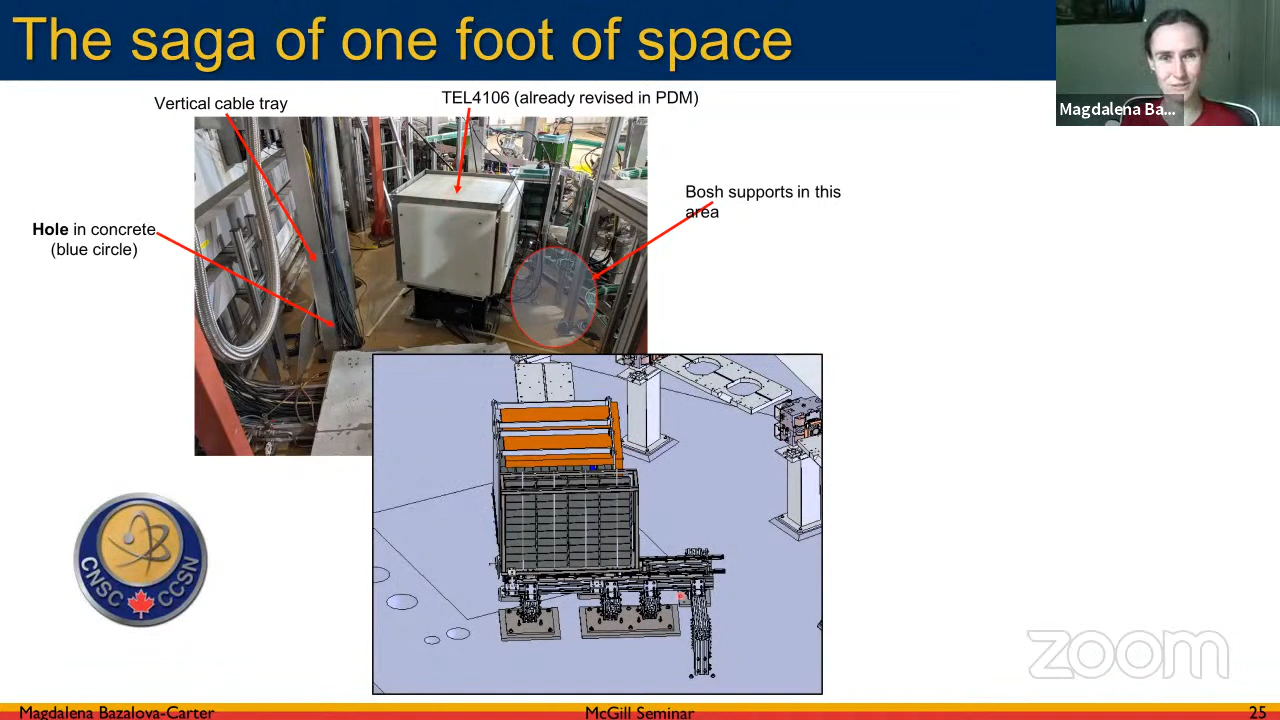 The saga of one foot of space
Magdalena Ba...
Vertical cable tray
TEL4106 (already revised in PDM)
Bosh supports in this
area
Hole in concrete
(blue circle)
CNSC CCSN
zoom
Magdalena Bazalova-Carter
McGill Seminar
25